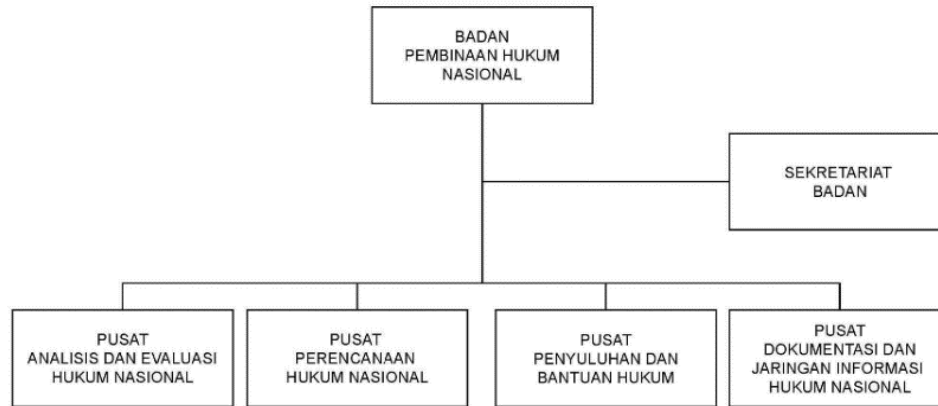 BADAN
PEMBINAAN HUKUM
NASIONAL
SEKRETARIAT
BADAN
PUSAT
ANALISIS DAN EVALUASI
HUKUM NASIONAL
PUSAT
PERENCANAAN
HUKUM NASIONAL
PUSAT
PENYULUHAN DAN
BANTUAN HUKUM
PUSAT
DOKUMENTASI DAN
JARINGAN INFORMASI
HUKUM NASIONAL